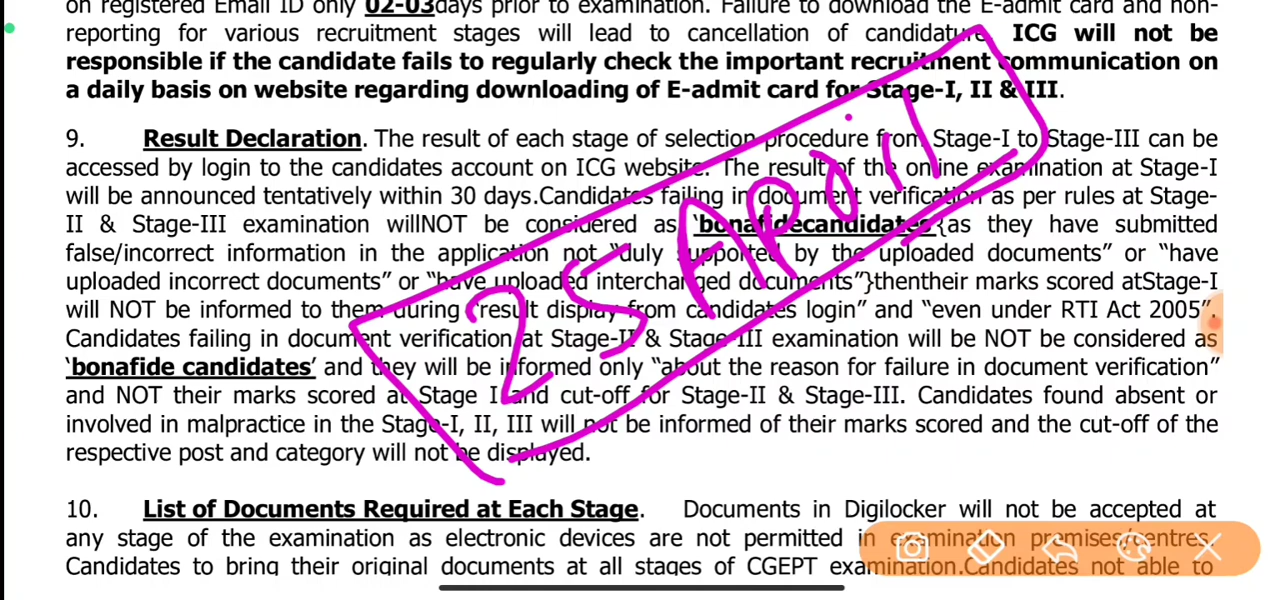 on registered Email ID only 02-03days prior to examination. Failure to download the E-admit card and non-
reporting for various recruitment stages will lead to cancellation of candidature. ICG will not be
responsible if the candidate fails to regularly check the important recruitment communication on
a daily basis on website regarding downloading of E-admit card for Stage-I, II & III.
9. Result Declaration. The result of each stage of selection procedure from Stage-I to Stage-III can be
accessed by login to the candidates account on ICG website. The result of the online examination at Stage-I
will be announced tentatively within 30 days.Candidates failing in document verification as per rules at Stage-
II & Stage-III examination willNOT be considered as 'bonafidecandidates'{as they have submitted
false/incorrect information in the application not "duly supported by the uploaded documents" or "have
uploaded incorrect documents" or "have uploaded interchanged documents"}thentheir marks scored atStage-I
will NOT be informed to them during "result display from candidates login" and "even under RTI Act 2005".
Candidates failing in document verification at Stage-II & Stage-III examination will be NOT be considered as
'bonafide candidates' and they will be informed only "about the reason for failure in document verification"
and NOT their marks scored at Stage I and cut-off for Stage-II & Stage-III. Candidates found absent or
involved in malpractice in the Stage-I, II, III will not be informed of their marks scored and the cut-off of the
respective post and category will not be displayed.
25 April
10. List of Documents Required at Each Stage. Documents in Digilocker will not be accepted at
any stage of the examination as electronic devices are not permitted in examination premises/centres.
Candidates to bring their original documents at all stages of CGEPT examination.Candidates not able to